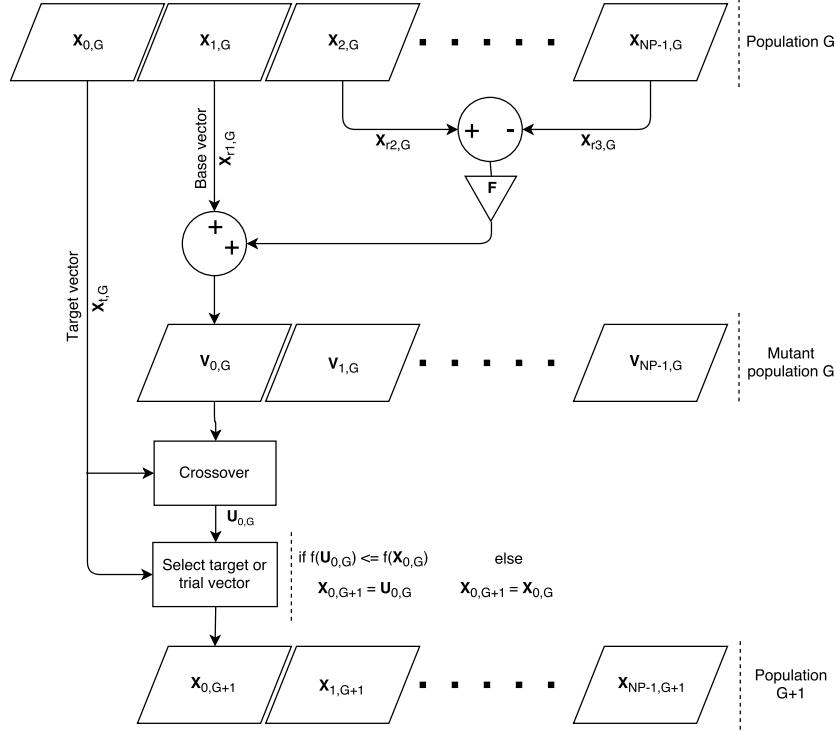 X0,G X1,G X2,G XNP-1,G Population G
+ -
Xr2,G Xr3,G
Base vector
Xr1,G
F
+
+
Target vector
Xt,G
V0,G V1,G VNP-1,G Mutant
population G
Crossover
U0,G
Select target or
trial vector
if f(U0,G) <= f(X0,G) else
X0,G+1 = U0,G X0,G+1 = X0,G
X0,G+1 X1,G+1 XNP-1,G+1 Population
G+1